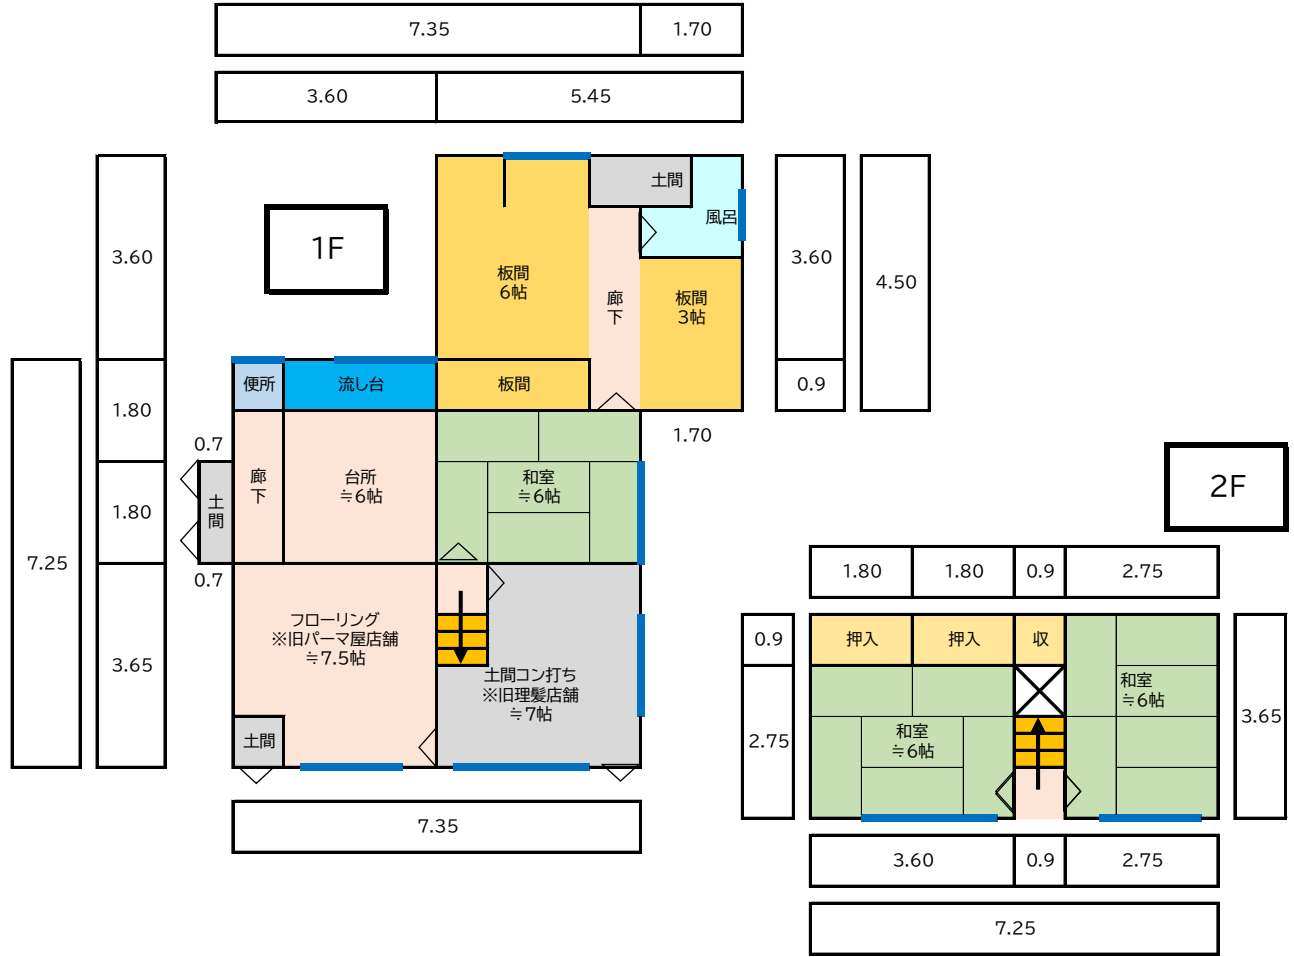 7.35
1.70
3.60
5.45
1F
3.60
1.80
1.80
3.65
7.25
土間
風呂
板間
6帖
廊
下
板間
3帖
3.60
0.9
4.50
便所
流し台
板間
1.70
0.7
土
間
0.7
廊
下
台所
≒6帖
和室
≒6帖
フローリング
※旧パーマ屋店舗
≒7.5帖
土間
土間コン打ち
※旧理髪店舗
≒7帖
7.35
2F
1.80
1.80
0.9
2.75
0.9
2.75
押入
押入
収
和室
≒6帖
和室
≒6帖
3.65
3.60
0.9
2.75
7.25